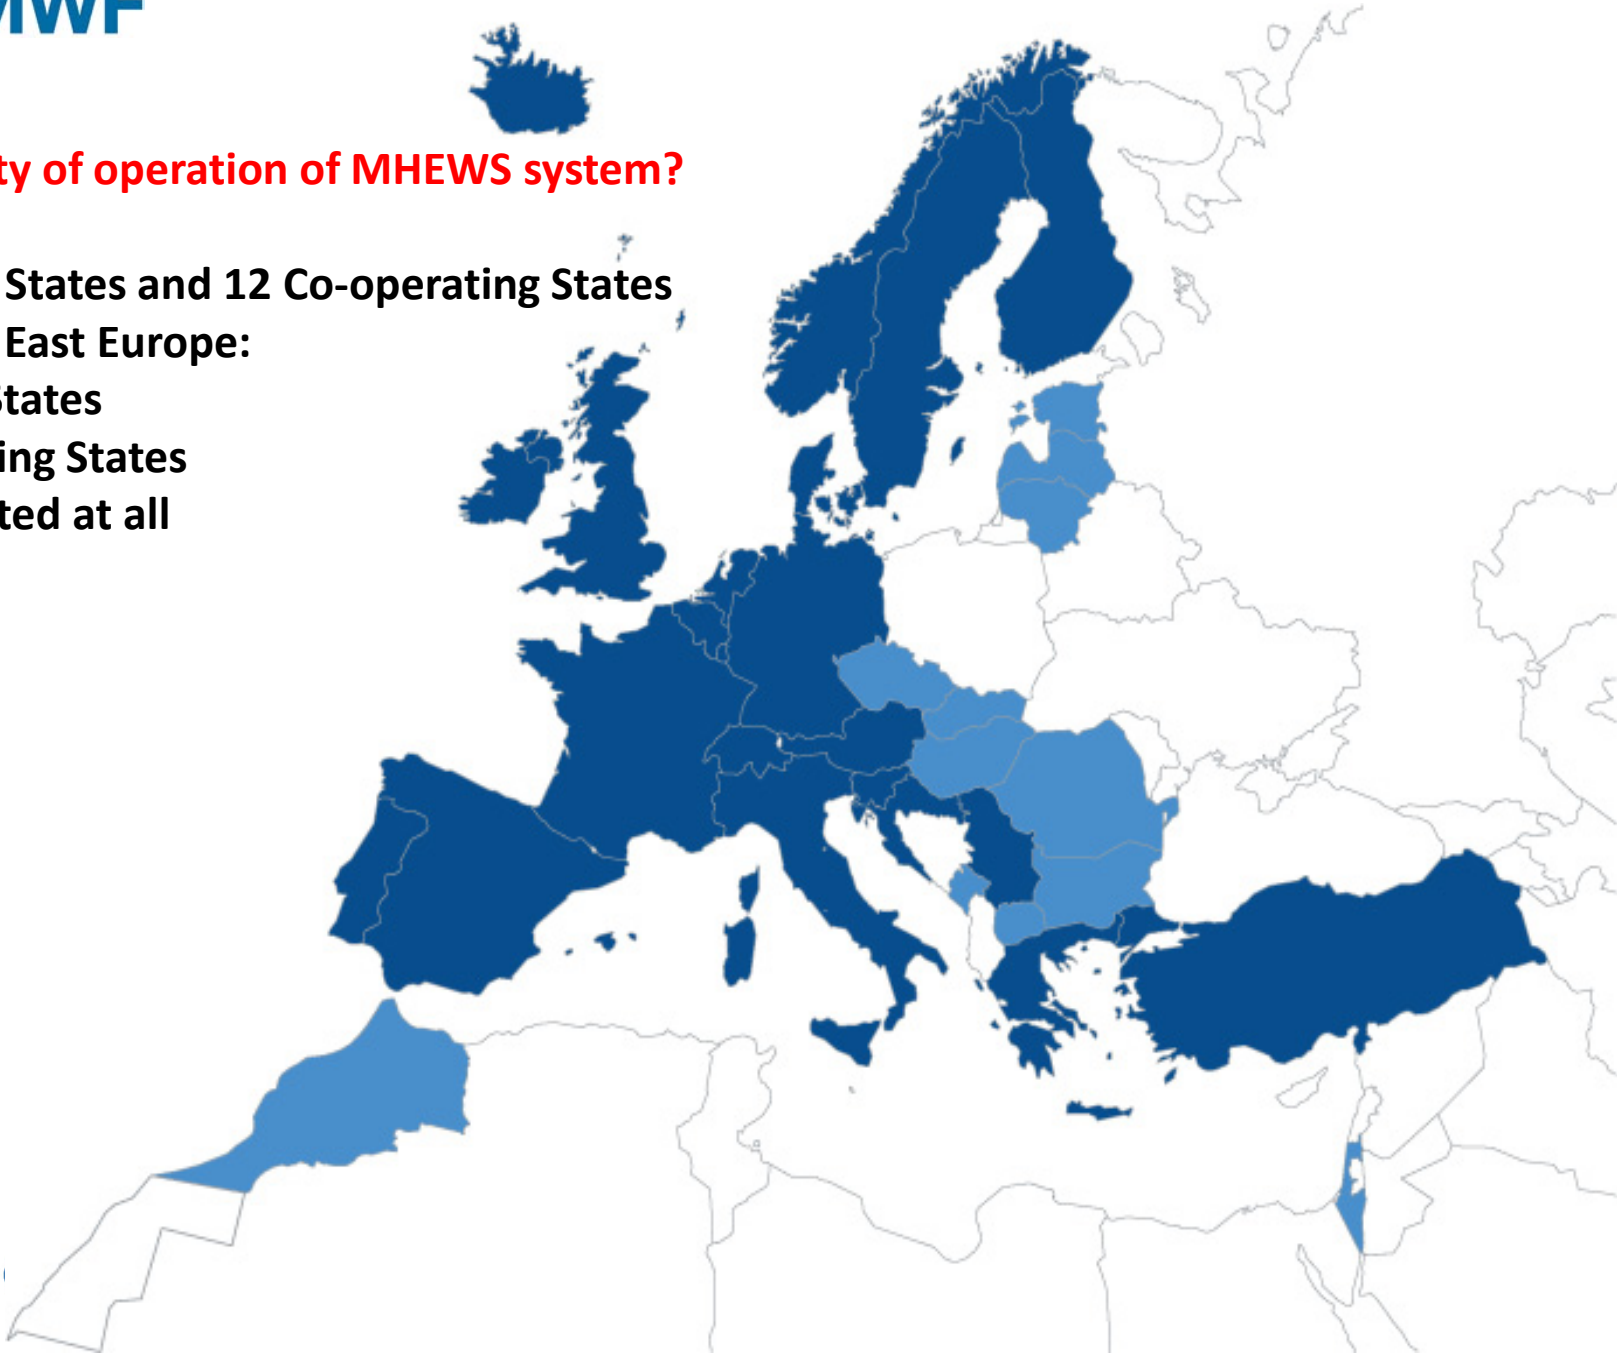 MWF
ty of operation of MHEWS system?
States and 12 Co-operating States
East Europe:
States
ing States
ted at all